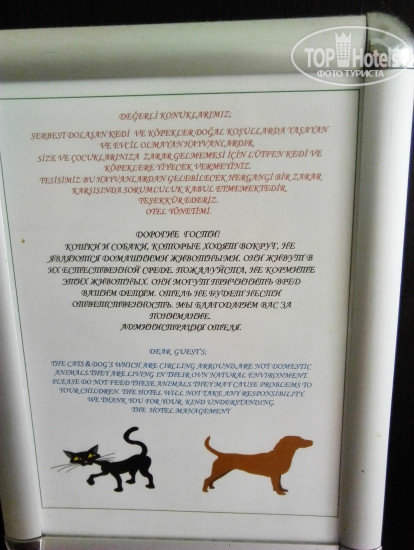 TOPHotels
ФОТО ТУРИСТА
DEĞERLİ KONUKLARIMIZ;
SERBEST DOLAŞAN KEDİ VE KÖPEKLER DOĞAL KOŞULLARDA YAŞAYAN
VE EVCİL OLMAYAN HAYVANLARDIR.
SİZE VE ÇOCUKLARINIZA ZARAR GELMEMESİ İÇİN LÜTFEN KEDİ VE
KÖPEKLERE YİYECEK VERMEYİNİZ.
TESİSİMİZ BU HAYVANLARDAN GELEBİLECEK HERGANGİ BİR ZARAR
KARŞISINDA SORUMLULUK KABUL ETMEMEKTEDİR.
TEŞEKKÜR EDERİZ.
OTEL YÖNETİMİ.
ДОРОГИЕ ГОСТИ!
КОШКИ И СОБАКИ, КОТОРЫЕ ХОДЯТ ВОКРУГ, НЕ
ЯВЛЯЮТСЯ ДОМАШНИМИ ЖИВОТНЫМИ. ОНИ ЖИВУТ В
ИХ ЕСТЕСТВЕННОЙ СРЕДЕ. ПОЖАЛУЙСТА, НЕ КОРМИТЕ
ЭТИХ ЖИВОТНЫХ. ОНИ МОГУТ ПРИЧИНИТЬ ВРЕД
ВАШИМ ДЕТЯМ. ОТЕЛЬ НЕ БУДЕТ НЕСТИ
ОТВЕТСТВЕННОСТЬ. МЫ БЛАГОДАРИМ ВАС ЗА
ПОНИМАНИЕ.
АДМИНИСТРАЦИЯ ОТЕЛЯ.
DEAR GUEST'S;
THE CATS & DOG'S WHICH ARE CIRCLING ARROUND, ARE NOT DOMESTIC
ANIMALS. THEY ARE LIVING IN THEIR OVN NATURAL ENVIRONMENT.
PLEASE DO NOT FEED THESE ANIMALS. THEY MAY CAUSE PROBLEMS TO
YOUR CHILDREN. THE HOTEL WILL NOT TAKE ANY RESPONSIBILITY.
WE THANK YOU FOR YOUR KIND UNDERSTANDING.
THE HOTEL MANAGEMENT